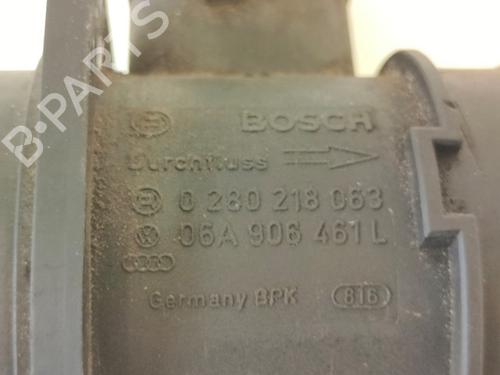 BOSCH
Durchfluss
0 280 218 063
06A 906 461 L
Germany BPK 816
B-PARTS